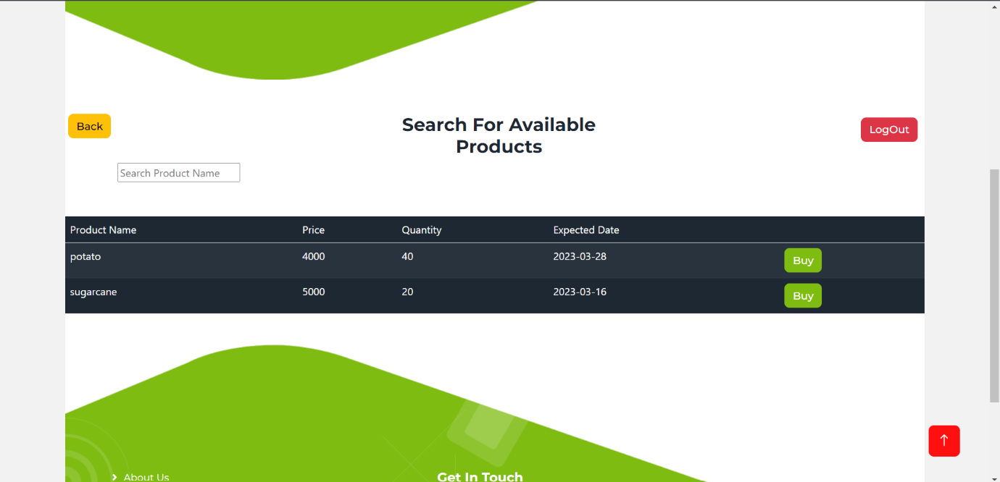 Back
Search For Available
Products
LogOut
Search Product Name
Product Name Price Quantity Expected Date
potato 4000 40 2023-03-28 Buy
sugarcane 5000 20 2023-03-16 Buy
About Us
Get In Touch